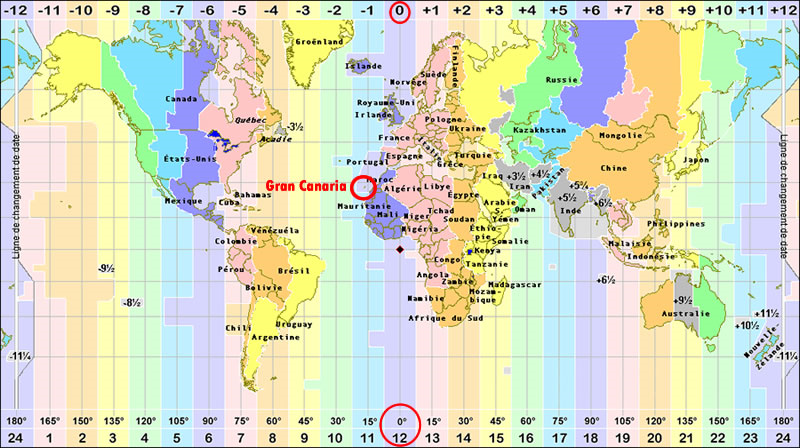 -12 -11 -10 -9 -8 -7 -6 -5 -4 -3 -2 -1 0 +1 +2 +3 +4 +5 +6 +7 +8 +9 +10 +11 +12
Groënland
Islande
Norvège
Suède
Finlande
Russie
Canada
Québec
Acadie
-3½
Royaume-Uni
Irlande
Pologne
Ukraine
Kazakhstan
Mongolie
France
Italie
États-Unis
Portugal
Espagne
Grèce
Turquie
Chine
Japon
Gran Canaria
Maroc
Algérie
Libye
Égypte
Iraq
+3½
Iran
+4½
Pakistan
+5¾
+5½
Inde
+6½
Bahamas
Cuba
Mexique
Mauritanie
Mali
Niger
Tchad
Soudan
Arabie
S.
Oman
Yémen
Nigéria
Éthio-
pie
Somalie
Philippines
Vénézuéla
Colombie
Congo
Kenya
Tanzanie
Malaisie
Indonésie
Pérou
Brésil
Bolivie
Angola
Zambie
Mozam-
bique
Madagascar
Namibie
Afrique du Sud
-9½
-8½
+6½
+9½
Australie
+10½
+11½
Chili
Uruguay
Argentine
Nouvelle-
Zélande
-11¼
-11¼
Ligne de changement de date
Ligne de changement de date
180° 165° 150° 135° 120° 105° 90° 75° 60° 45° 30° 15° 0° 15° 30° 45° 60° 75° 90° 105° 120° 135° 150° 165° 180°
24 1 2 3 4 5 6 7 8 9 10 11 12 13 14 15 16 17 18 19 20 21 22 23 24